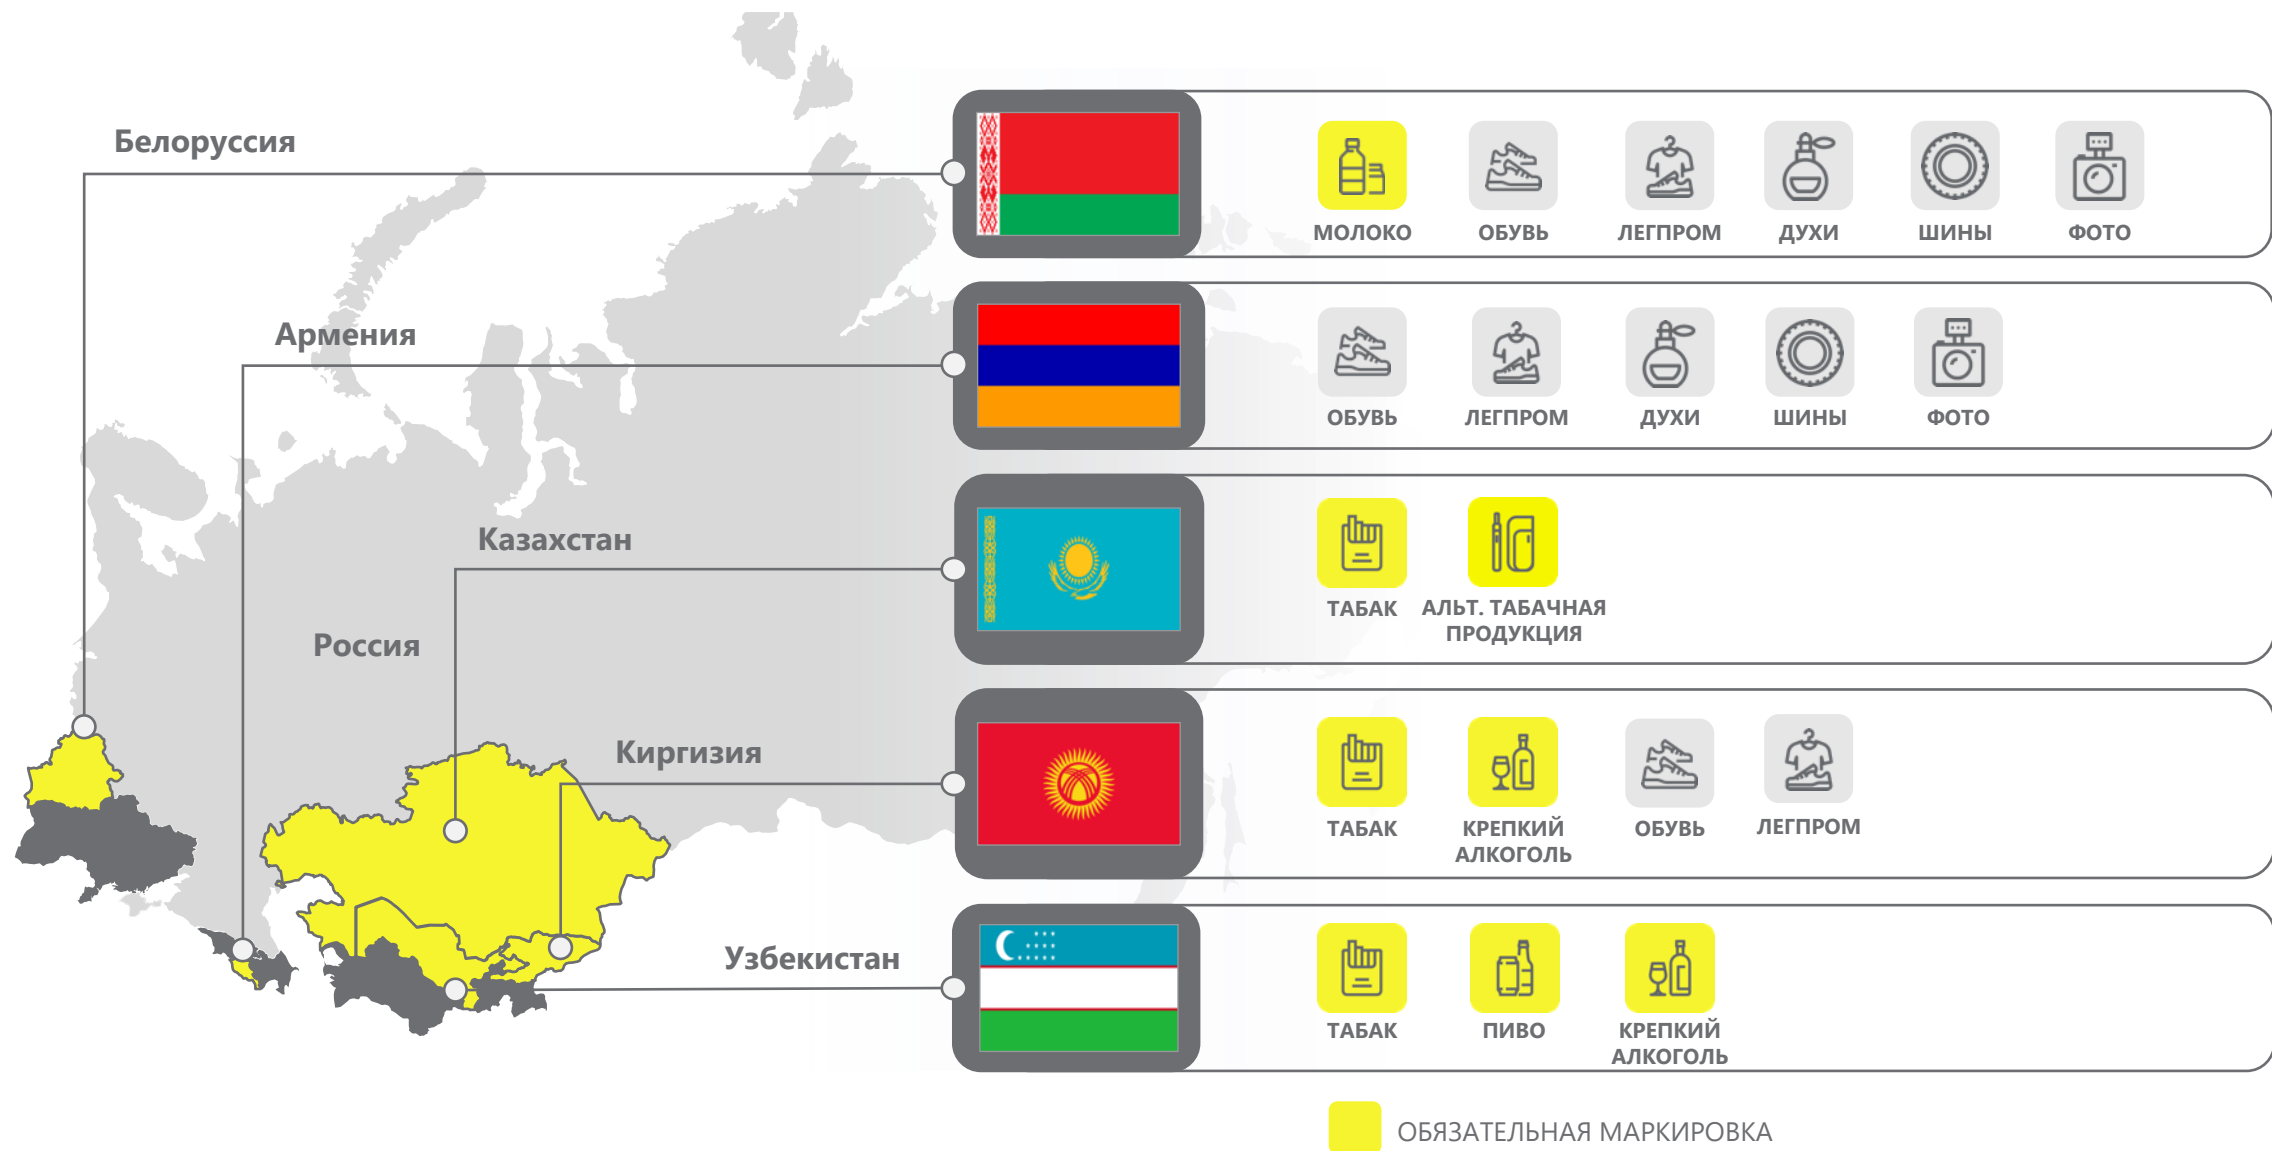 Белоруссия
МОЛОКО
ОБУВЬ
ЛЕГПРОМ
ДУХИ
ШИНЫ
ФОТО
Армения
ОБУВЬ
ЛЕГПРОМ
ДУХИ
ШИНЫ
ФОТО
Казахстан
ТАБАК
АЛЬТ. ТАБАЧНАЯ
ПРОДУКЦИЯ
Россия
Киргизия
ТАБАК
КРЕПКИЙ
АЛКОГОЛЬ
ОБУВЬ
ЛЕГПРОМ
Узбекистан
ТАБАК
ПИВО
КРЕПКИЙ
АЛКОГОЛЬ
ОБЯЗАТЕЛЬНАЯ МАРКИРОВКА